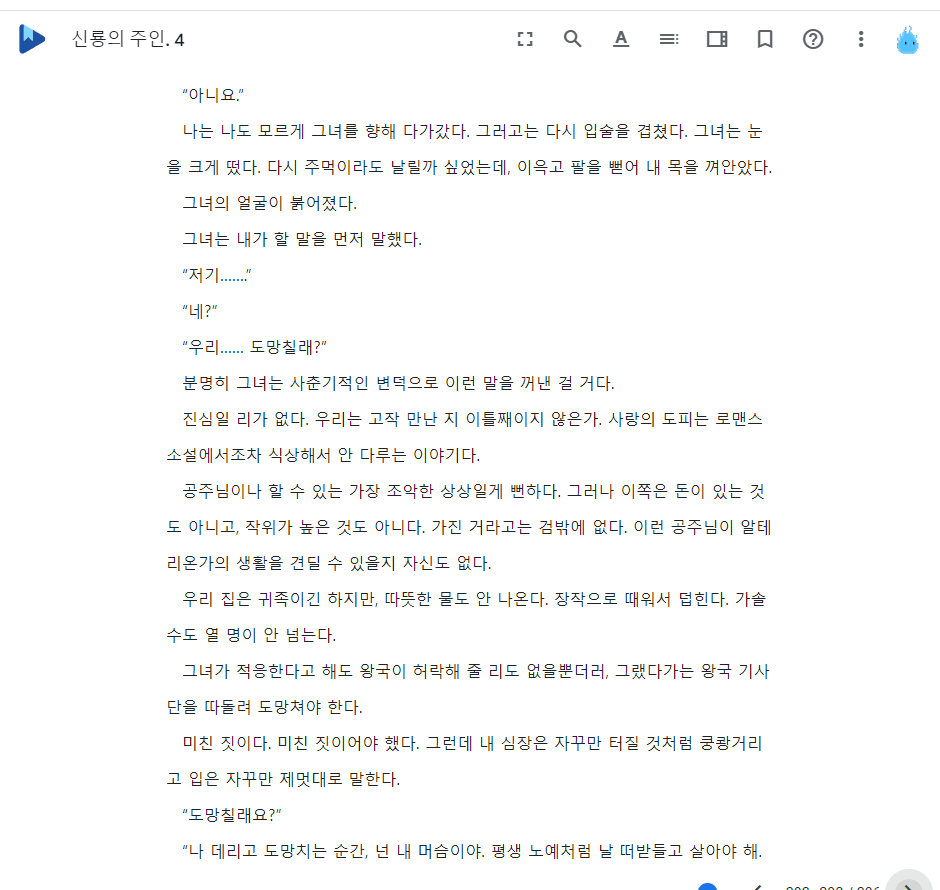 신룡의 주인. 4
“아니요.”
나는 나도 모르게 그녀를 향해 다가갔다. 그러고는 다시 입술을 겹쳤다. 그녀는 눈
을 크게 떴다. 다시 주먹이라도 날릴까 싶었는데, 이윽고 팔을 뻗어 내 목을 껴안았다.
그녀의 얼굴이 붉어졌다.
그녀는 내가 할 말을 먼저 말했다.
“저기……”
“네?”
“우리…… 도망칠래?”
분명히 그녀는 사춘기적인 변덕으로 이런 말을 꺼낸 걸 거다.
진심일 리가 없다. 우리는 고작 만난 지 이틀째이지 않은가. 사랑의 도피는 로맨스
소설에서조차 식상해서 안 다루는 이야기다.
공주님이나 할 수 있는 가장 조악한 상상일게 뻔하다. 그러나 이쪽은 돈이 있는 것
도 아니고, 작위가 높은 것도 아니다. 가진 거라고는 검밖에 없다. 이런 공주님이 알테
리온가의 생활을 견딜 수 있을지 자신도 없다.
우리 집은 귀족이긴 하지만, 따뜻한 물도 안 나온다. 장작으로 때워서 덥힌다. 가솔
수도 열 명이 안 넘는다.
그녀가 적응한다고 해도 왕국이 허락해 줄 리도 없을뿐더러, 그랬다가는 왕국 기사
단을 따돌려 도망쳐야 한다.
미친 짓이다. 미친 짓이어야 했다. 그런데 내 심장은 자꾸만 터질 것처럼 쿵쾅거리
고 입은 자꾸만 제멋대로 말한다.
“도망칠래요?”
“나 데리고 도망치는 순간, 넌 내 머슴이야. 평생 노예처럼 날 떠받들고 살아야 해.